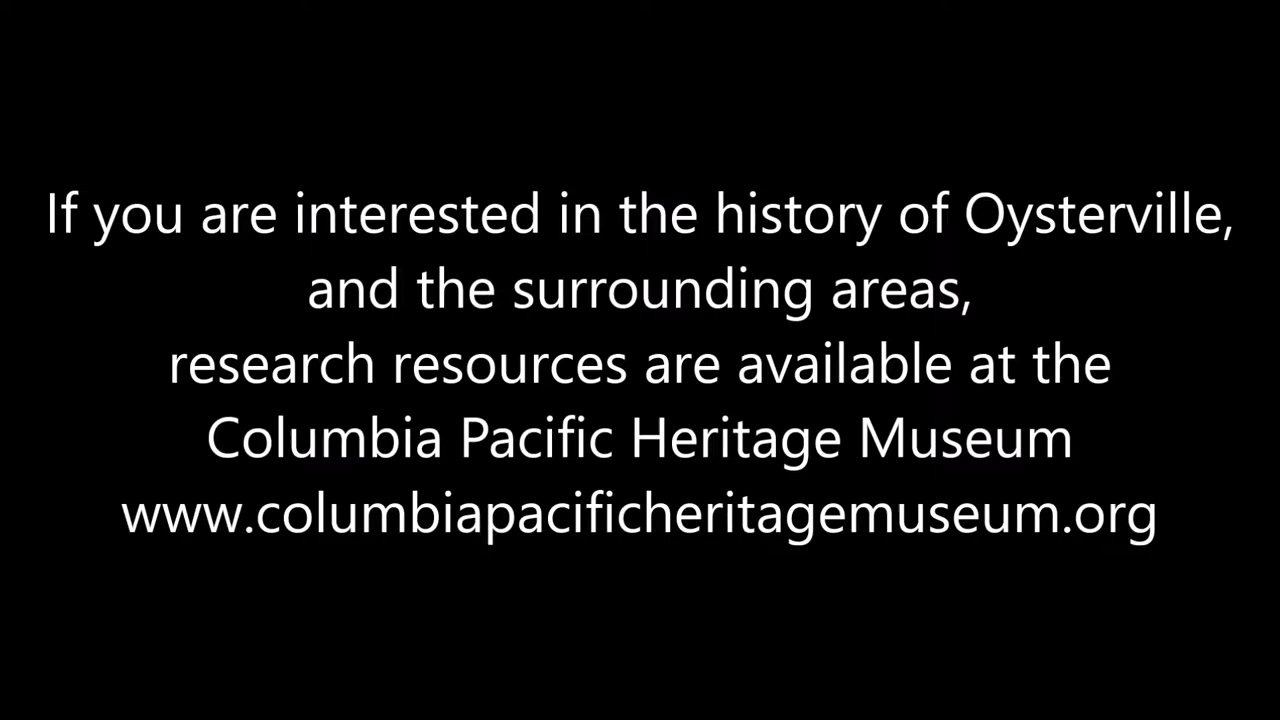 If you are interested in the history of Oysterville,
and the surrounding areas,
research resources are available at the
Columbia Pacific Heritage Museum
www.columbiapacificheritagemuseum.org